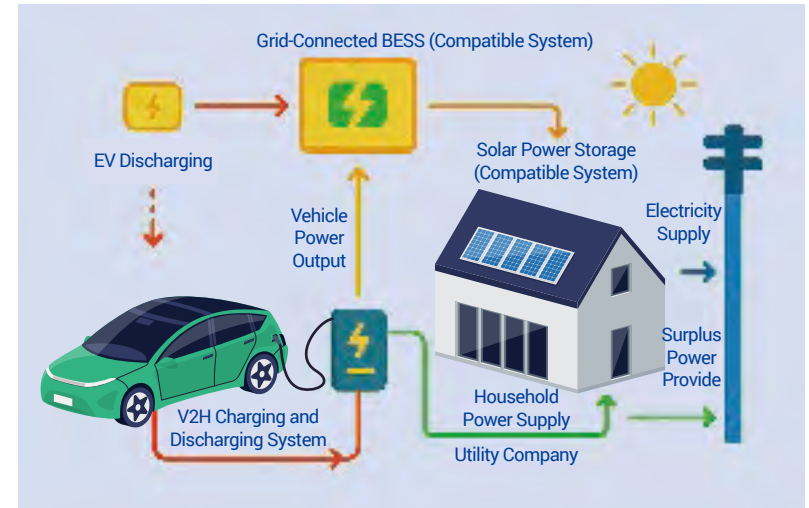 Grid-Connected BESS (Compatible System)
EV Discharging
Solar Power Storage
(Compatible System)
Vehicle
Power
Output
Electricity
Supply
Surplus
Power
Provide
V2H Charging and
Discharging System
Household
Power Supply
Utility Company